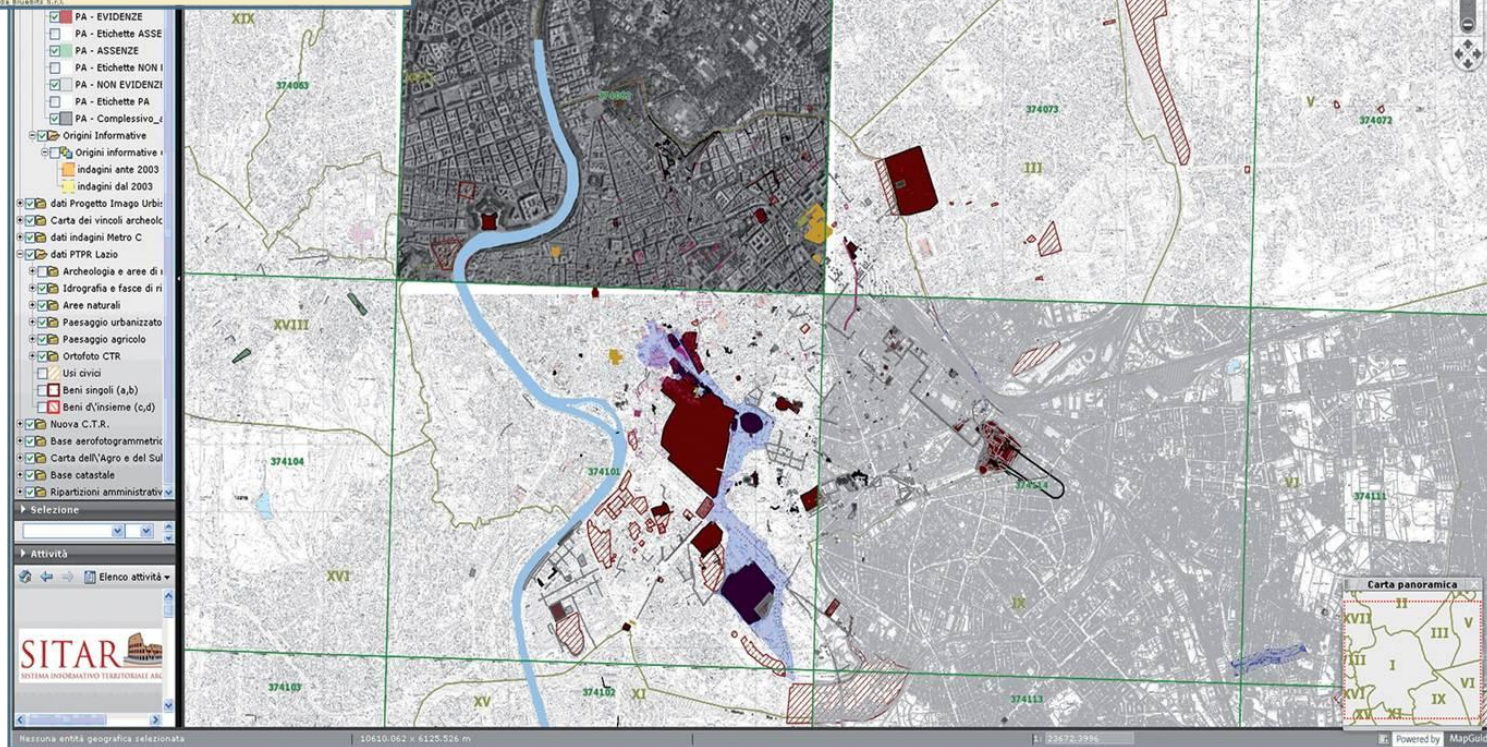 PA - EVIDENZE
PA - Etichette ASSE
PA - ASSENZE
PA - Etichette NON
PA - NON EVIDENZE
PA - Etichette PA
PA - Complessivo_
Origini Informative
Origini informative
indagini ante 2003
indagini dal 2003
dati Progetto Imago Urbis
Carta dei vincoli archeolo
dati indagini Metro C
dati PTPR Lazio
Archeologia e aree di
Idrografia e fasce di ri
Aree naturali
Paesaggio urbanizzato
Paesaggio agricolo
Ortofoto CTR
Usi civici
Beni singoli (a,b)
Beni d\'insieme (c,d)
Nuova C.T.R.
Base aerofotogrammetric
Carta dell\'Agro e del Sul
Base catastale
Ripartizioni amministrativ
Selezione
Attività
Elenco attività
SITAR
SISTEMA INFORMATIVO TERRITORIALE ARC
XIX
374063
374073
V
374072
III
XVIII
374104
374101
374114
VI
374111
XVI
IX
374103
XV
374102
XI
374113
Carta panoramica
II
XVII
III
V
I
VI
XVI
IX
XV
XI
Nessuna entità geografica selezionata
10610.062 x 6125.526 m
1: 23672.3996
Powered by
MapGuid